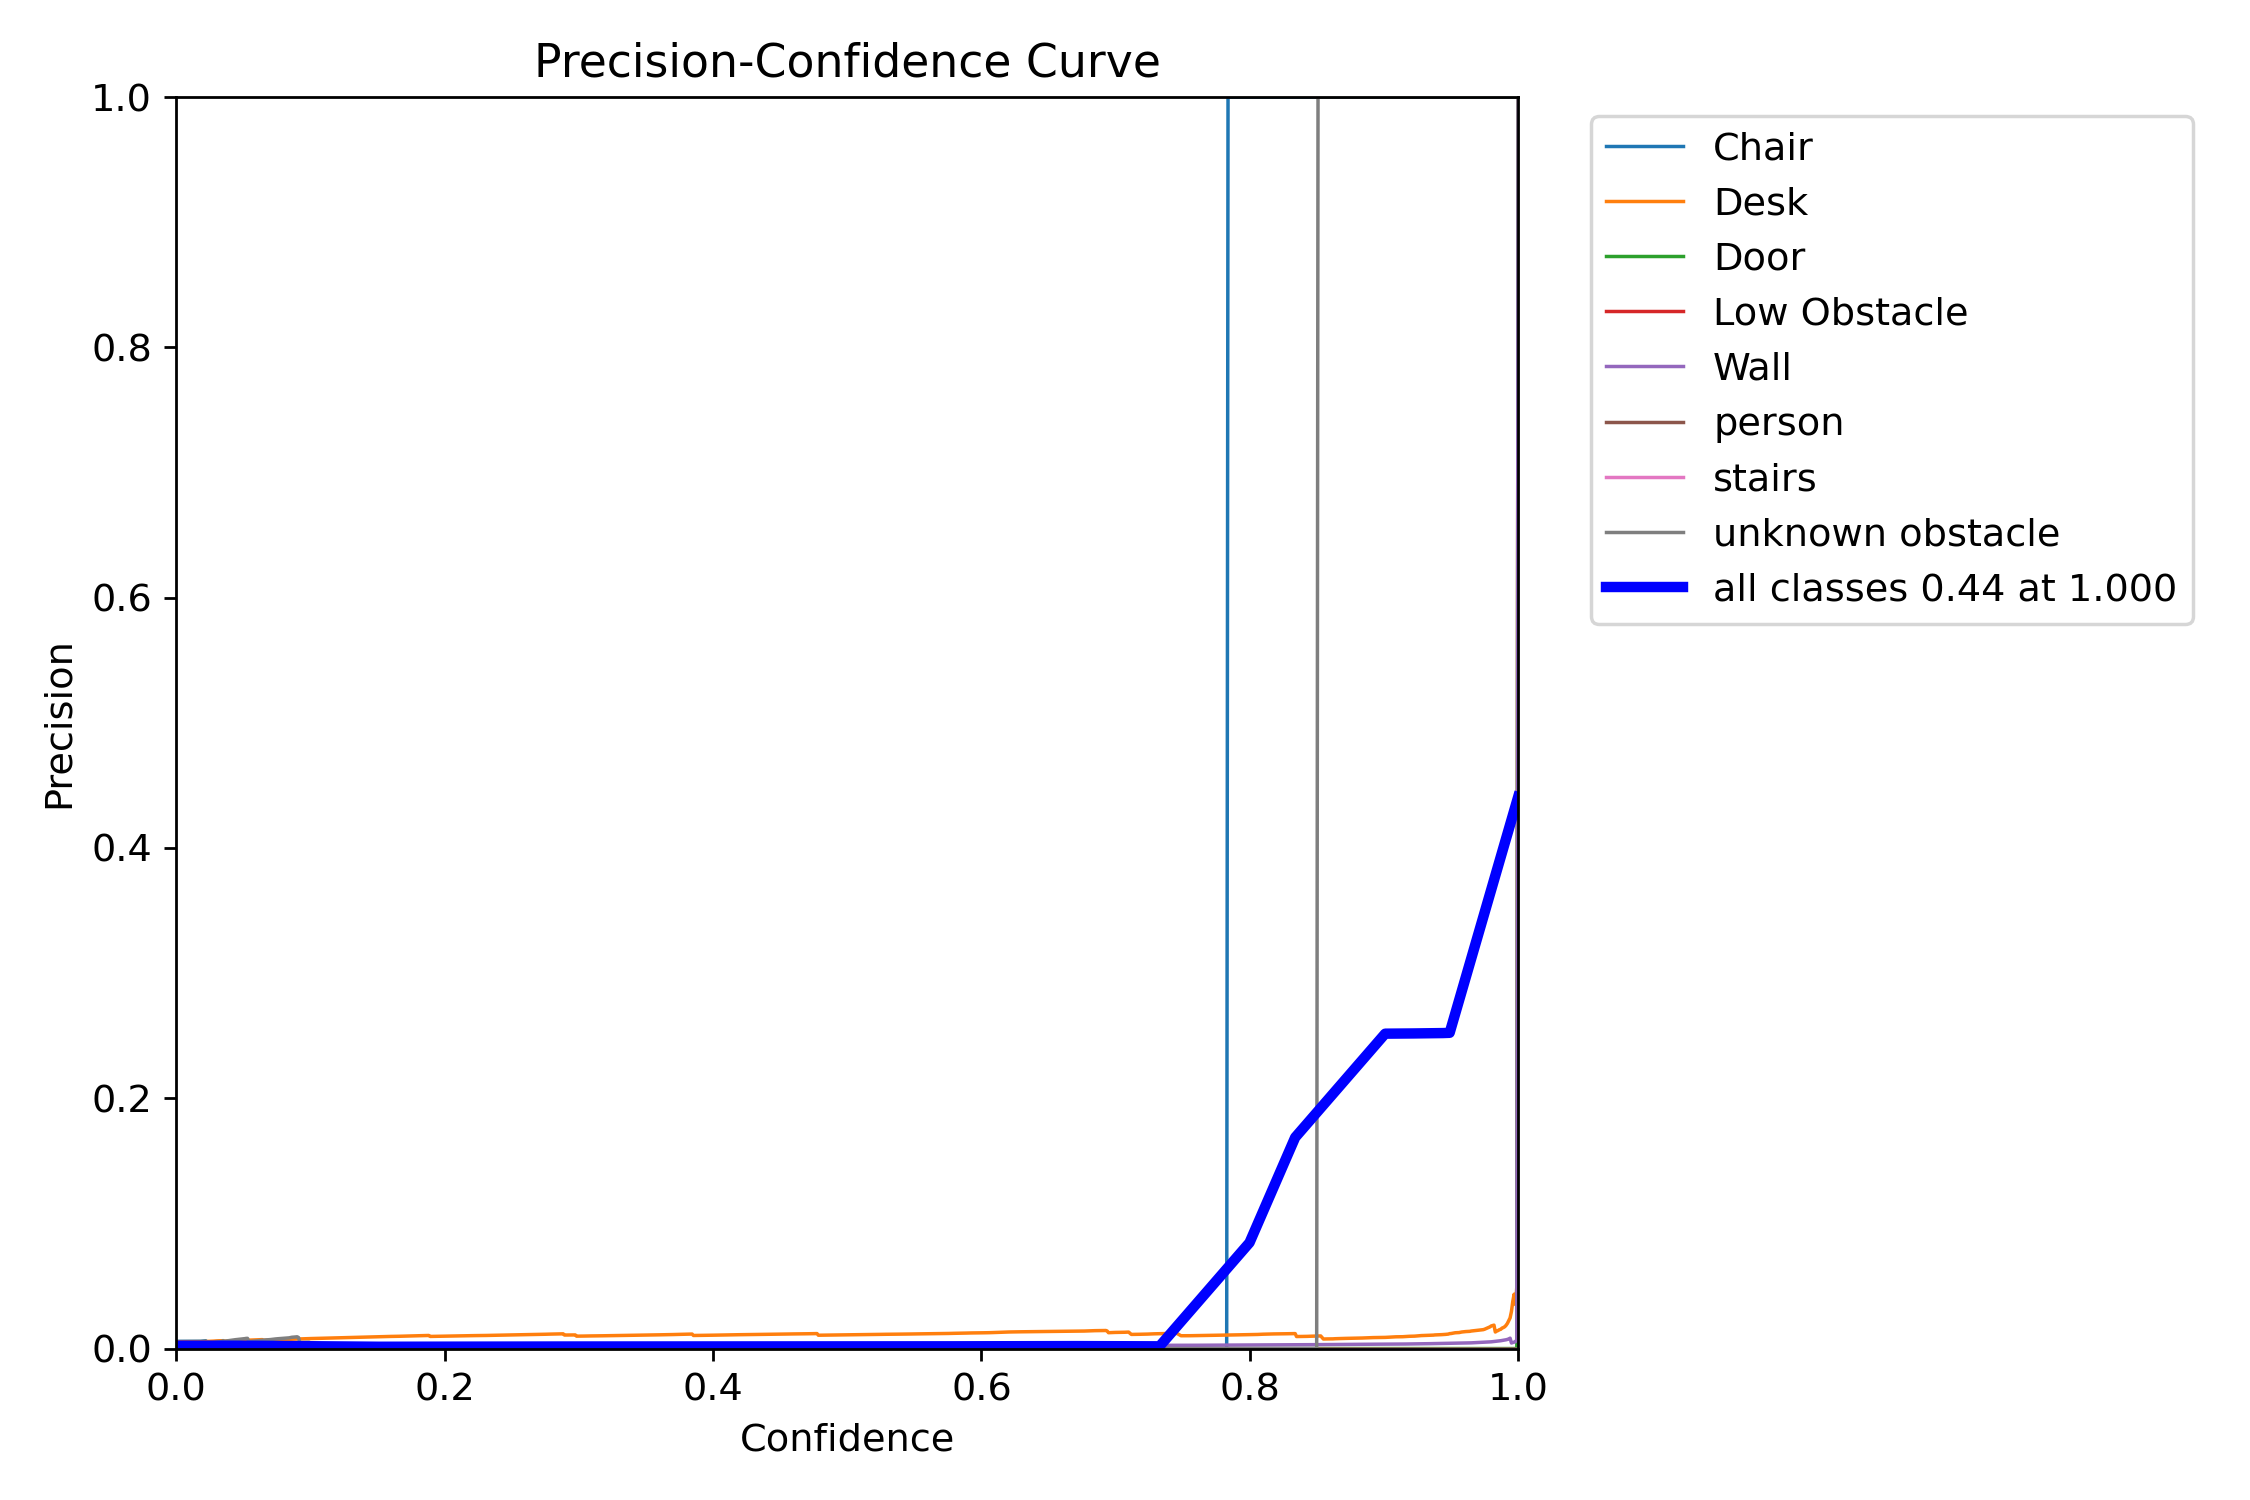 Precision-Confidence Curve
1.0
0.8
0.6
0.4
0.2
0.0
Precision
0.0 0.2 0.4 0.6 0.8 1.0
Confidence
Chair
Desk
Door
Low Obstacle
Wall
person
stairs
unknown obstacle
all classes 0.44 at 1.000